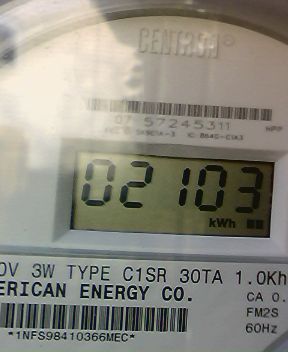 CENTRON®
07 57245311
02103
kWh
0V 3W TYPE C1SR 30TA 1.0Kh
ERICAN ENERGY CO.
CA 0.
FM2S
60Hz
*1NFS98410366MEC*